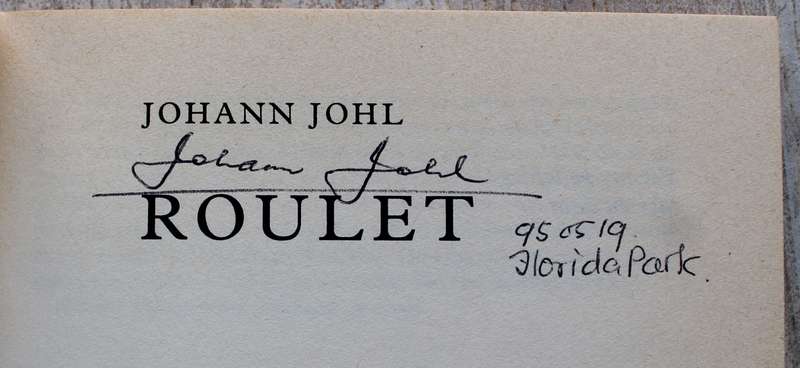 JOHANN JOHL
Johann Johl
ROULET
95 05 19.
Florida Park.